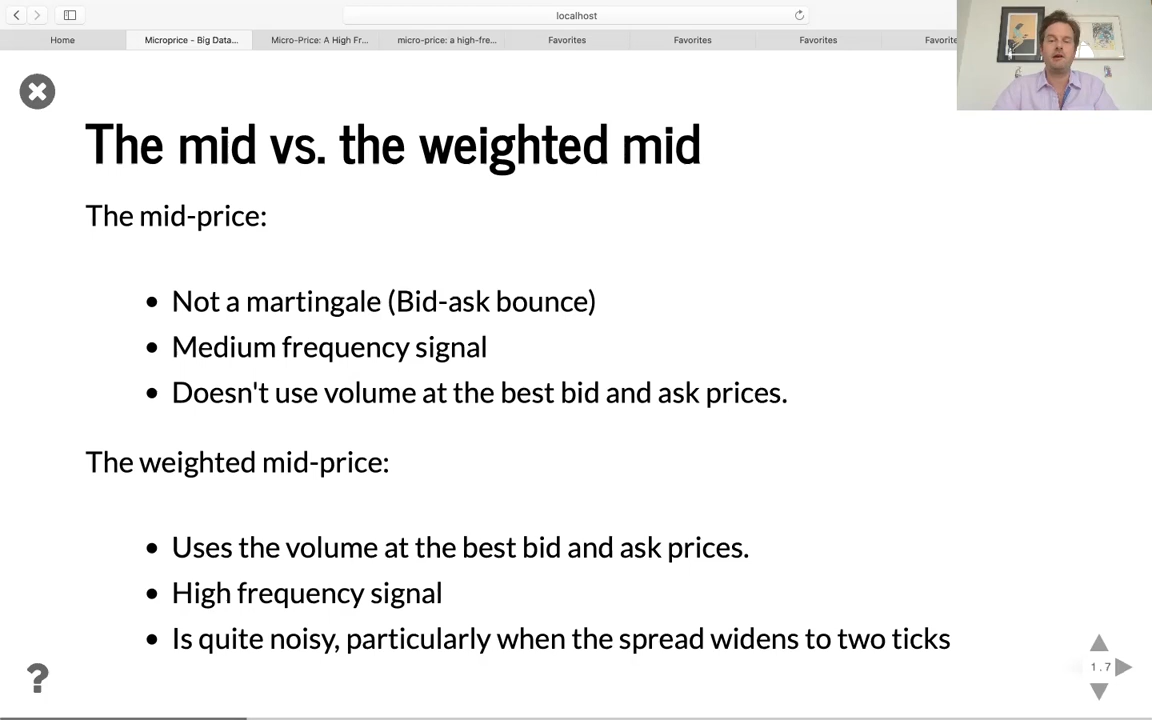 localhost
Home
Microprice - Big Data...
Micro-Price: A High Fr...
micro-price: a high-fre...
Favorites
Favorites
Favorites
Favorite
The mid vs. the weighted mid
The mid-price:
• Not a martingale (Bid-ask bounce)
• Medium frequency signal
• Doesn't use volume at the best bid and ask prices.
The weighted mid-price:
• Uses the volume at the best bid and ask prices.
• High frequency signal
• Is quite noisy, particularly when the spread widens to two ticks
?
1.7